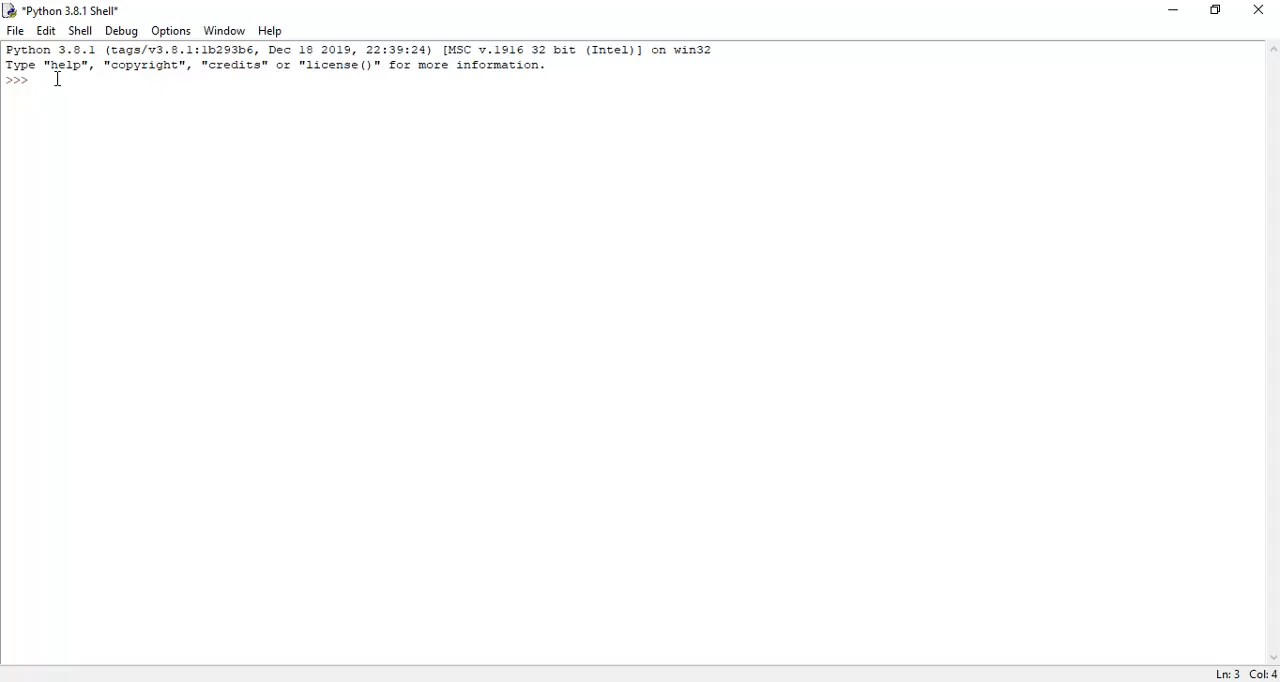 *Python 3.8.1 Shell*
File Edit Shell Debug Options Window Help
Python 3.8.1 (tags/v3.8.1:1b293b6, Dec 18 2019, 22:39:24) [MSC v.1916 32 bit (Intel)] on win32
Type "help", "copyright", "credits" or "license()" for more information.
>>>
Ln: 3 Col: 4